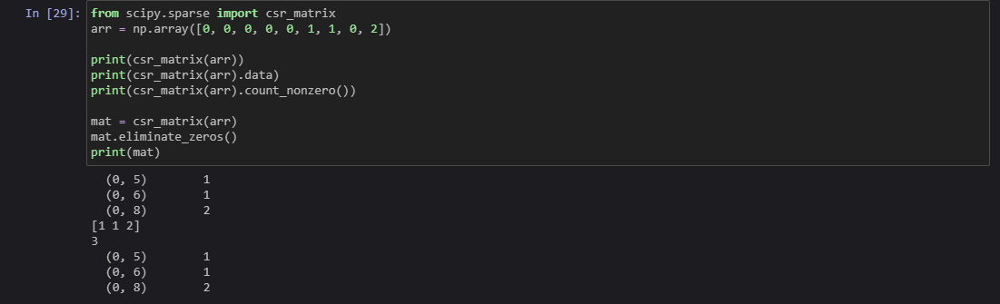 In [29]: from scipy.sparse import csr_matrix
arr = np.array([0, 0, 0, 0, 0, 1, 1, 0, 2])

print(csr_matrix(arr))
print(csr_matrix(arr).data)
print(csr_matrix(arr).count_nonzero())

mat = csr_matrix(arr)
mat.eliminate_zeros()
print(mat)
  (0, 5)        1
  (0, 6)        1
  (0, 8)        2
[1 1 2]
3
  (0, 5)        1
  (0, 6)        1
  (0, 8)        2